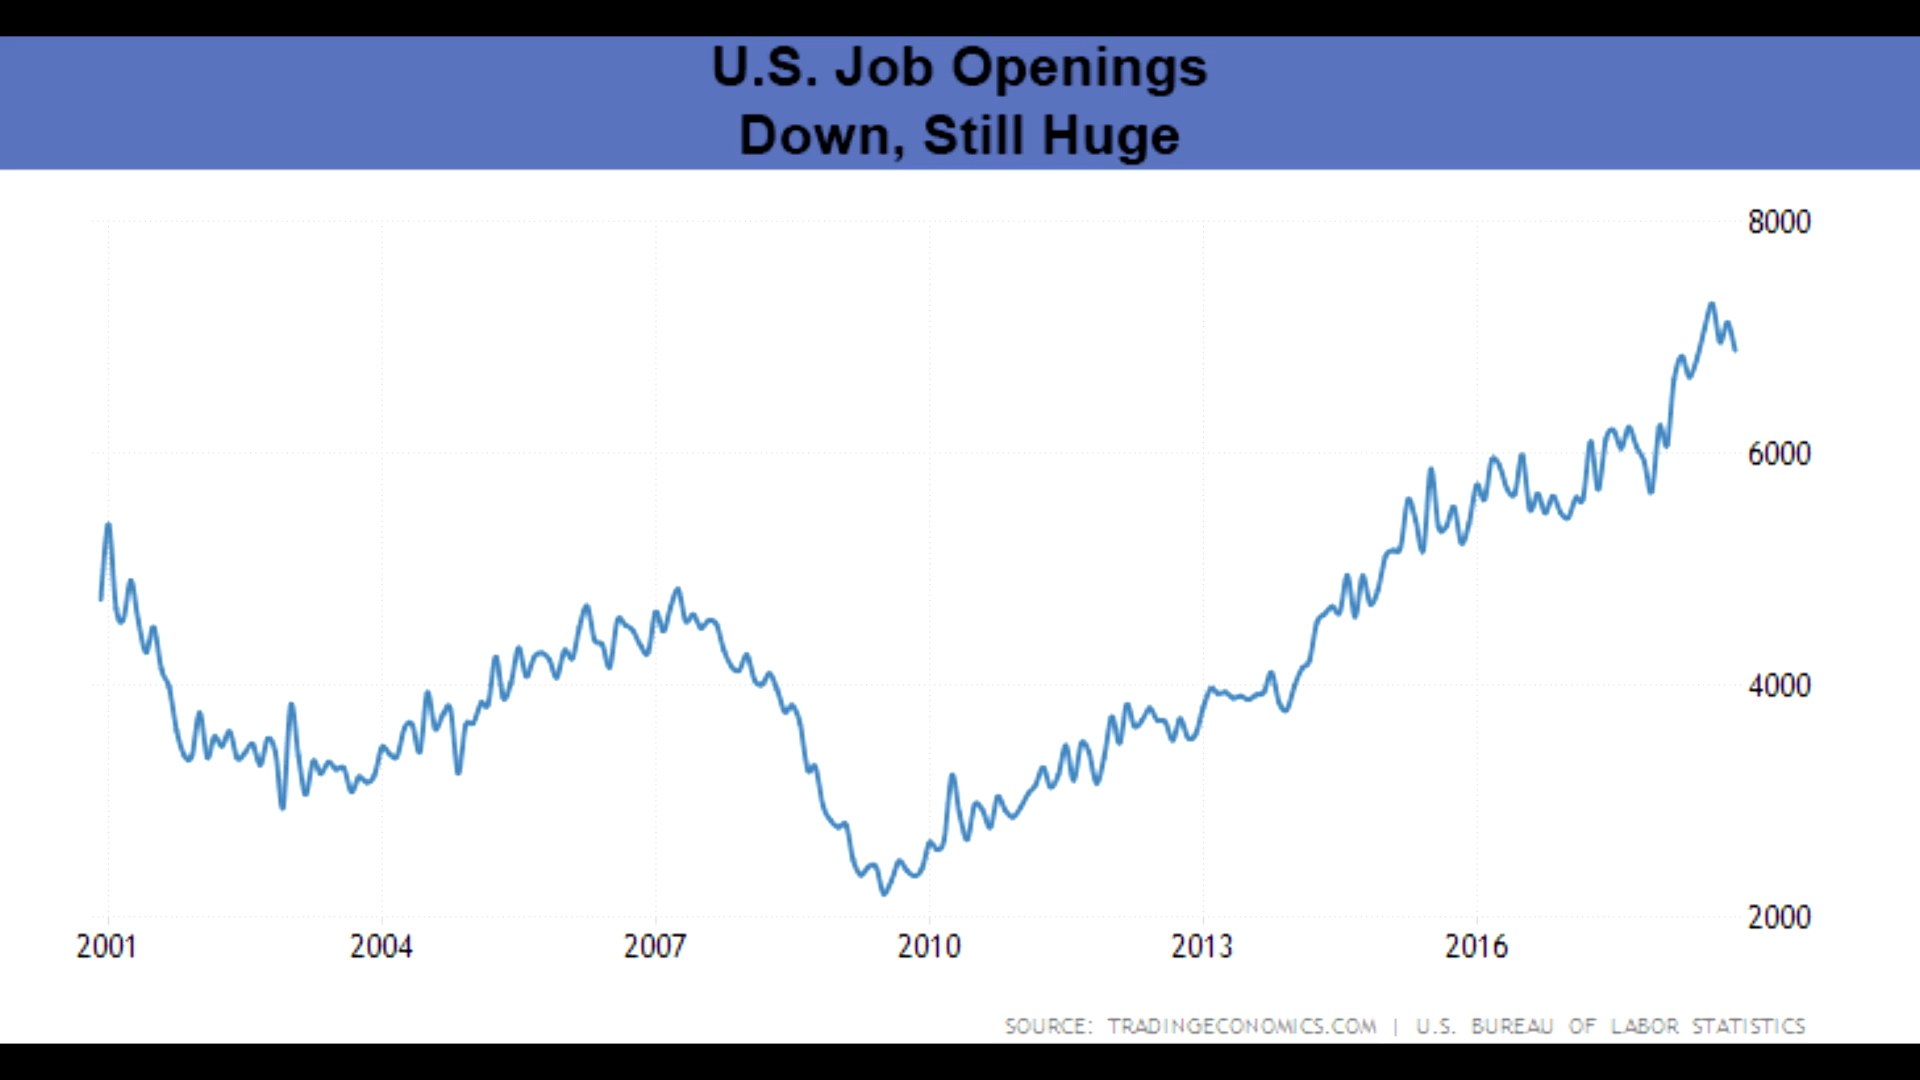 U.S. Job Openings
Down, Still Huge
8000
6000
4000
2000
2001 2004 2007 2010 2013 2016
SOURCE: TRADINGECONOMICS.COM | U.S. BUREAU OF LABOR STATISTICS